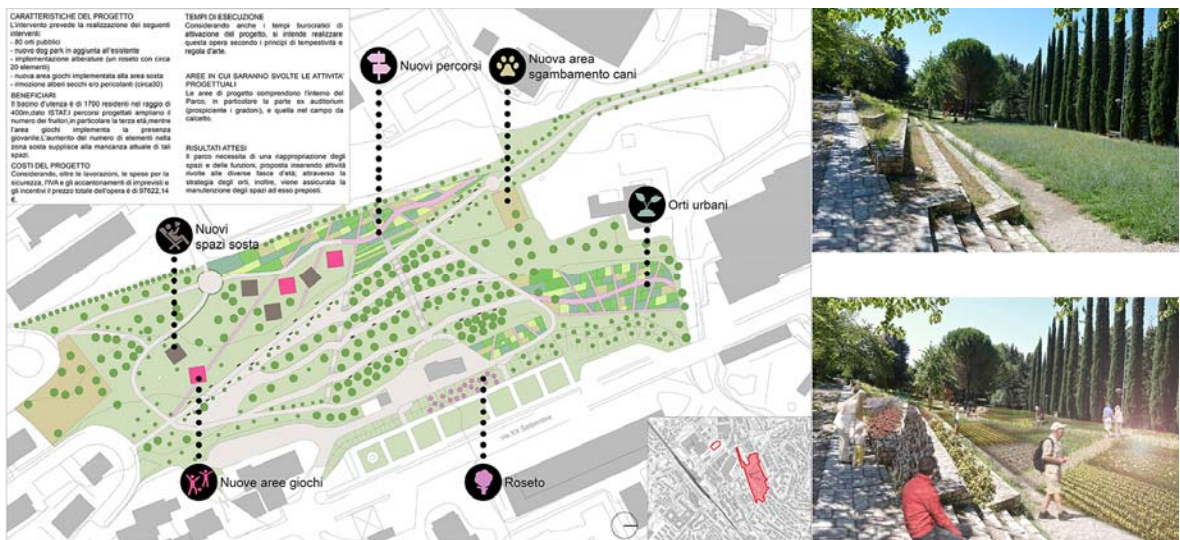 CARATTERISTICHE DEL PROGETTO
L'intervento prevede la realizzazione dei seguenti
interventi:
- 80 orti pubblici
- nuovo dog park in aggiunta all'esistente
- implementazione alberature (un roseto con circa
20 elementi)
- nuova area giochi implementata alla area sosta
- rimozione alberi secchi e/o pericolanti (circa30)
BENEFICIARI
Il bacino d'utenza è di 1700 residenti nel raggio di
400m,dato ISTAT.I percorsi progettati ampliano il
numero dei fruitori,in particolare la terza età,mentre
l'area giochi implementa la presenza
giovanile.L'aumento del numero di elementi nella
zona sosta supplisce alla mancanza attuale di tali
spazi.
COSTI DEL PROGETTO
Considerando, oltre le lavorazioni, le spese per la
sicurezza, l'IVA e gli accantonamenti di imprevisti e
gli incentivi il prezzo totale dell'opera è di 97622,14
€.
TEMPI DI ESECUZIONE
Considerando anche i tempi burocratici di
attivazione del progetto, si intende realizzare
questa opera secondo i principi di tempestività e
regola d'arte.
AREE IN CUI SARANNO SVOLTE LE ATTIVITA'
PROGETTUALI
Le aree di progetto comprendono l'interno del
Parco, in particolare la parte ex auditorium
(prospiciente i gradoni), e quella nel campo da
calcetto.
RISULTATI ATTESI
Il parco necessita di una riappropriazione degli
spazi e delle funzioni, proposta inserendo attività
rivolte alle diverse fasce d'età; attraverso la
strategia degli orti, inoltre, viene assicurata la
manutenzione degli spazi ad esso preposti.
Nuovi percorsi
Nuova area
sgambamento cani
Nuovi
spazi sosta
Orti urbani
via XX Settembre
Nuove aree giochi
Roseto